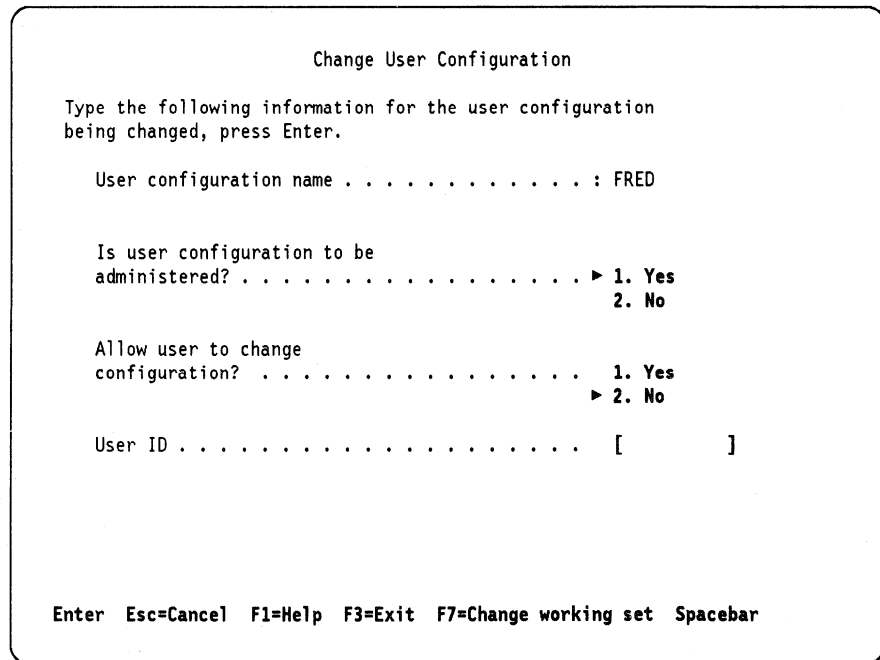 Change User Configuration
Type the following information for the user configuration
being changed, press Enter.
User configuration name . . . . . . . . . . . . . : FRED
Is user configuration to be
administered? . . . . . . . . . . . . . . . . . ► 1. Yes
2. No
Allow user to change
configuration? . . . . . . . . . . . . . . . . 1. Yes
► 2. No
User ID . . . . . . . . . . . . . . . . . . . . [ ]
Enter Esc=Cancel F1=Help F3=Exit F7=Change working set Spacebar